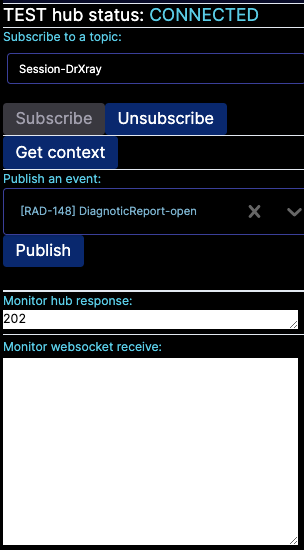 TEST hub status: CONNECTED
Subscribe to a topic:
Session-DrXray
Subscribe Unsubscribe
Get context
Publish an event:
[RAD-148] DiagnoticReport-open
Publish
Monitor hub response:
202
Monitor websocket receive: